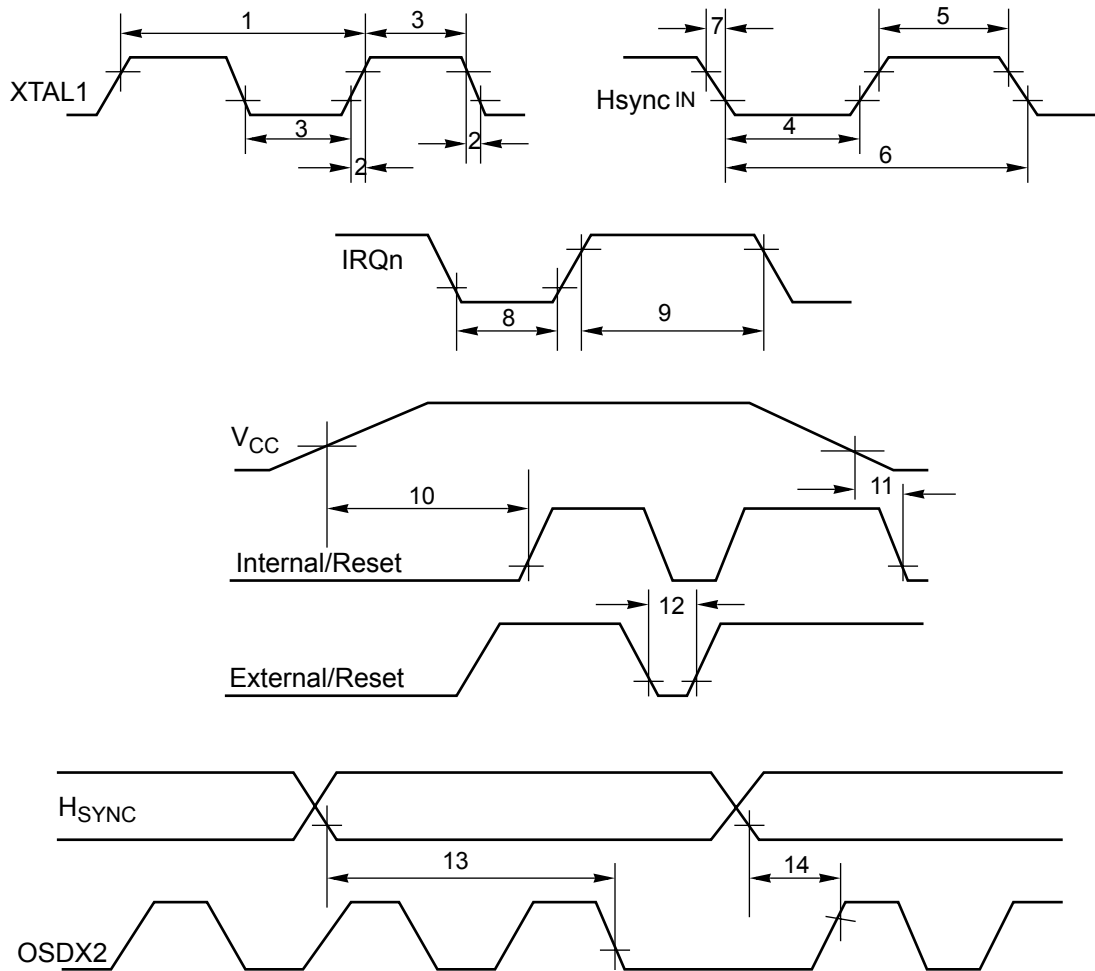 1
3
7
5
XTAL1
Hsync IN
3
2
2
4
6
IRQn
8
9
VCC
10
11
Internal/Reset
12
External/Reset
HSYNC
13
14
OSDX2